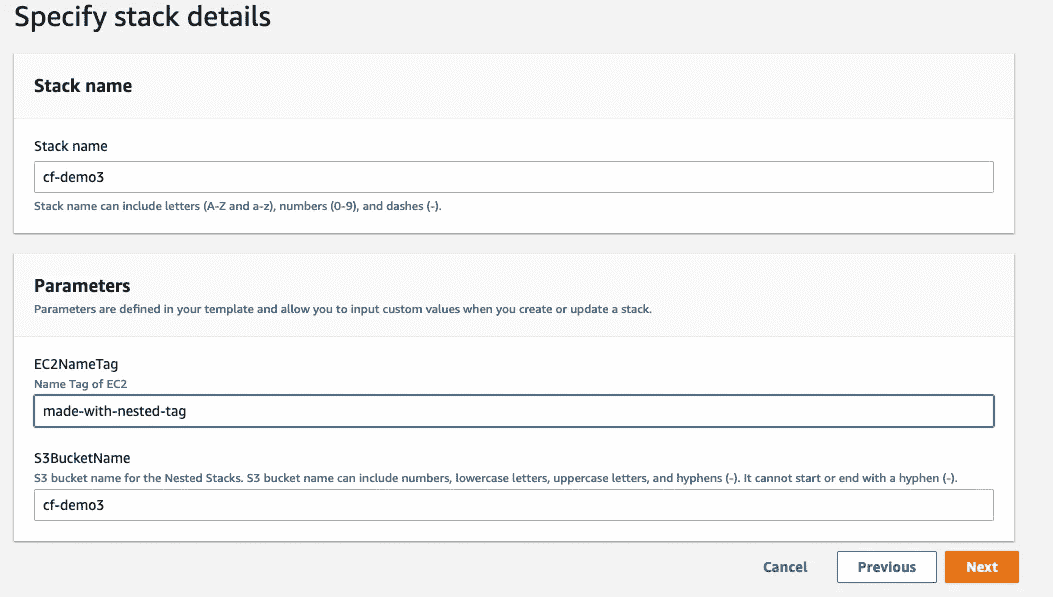 Specify stack details
Stack name
Stack name
cf-demo3
Stack name can include letters (A-Z and a-z), numbers (0-9), and dashes (-).
Parameters
Parameters are defined in your template and allow you to input custom values when you create or update a stack.
EC2NameTag
Name Tag of EC2
made-with-nested-tag
S3BucketName
S3 bucket name for the Nested Stacks. S3 bucket name can include numbers, lowercase letters, uppercase letters, and hyphens (-). It cannot start or end with a hyphen (-).
cf-demo3
Cancel Previous Next